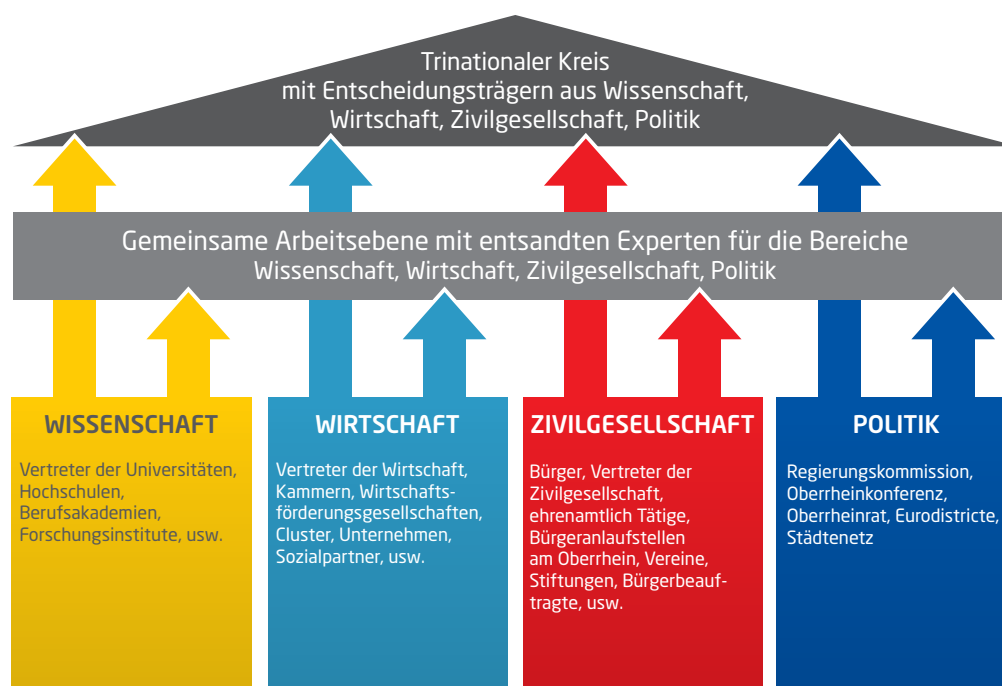 Trinationaler Kreis
mit Entscheidungsträgern aus Wissenschaft,
Wirtschaft, Zivilgesellschaft, Politik
Gemeinsame Arbeitsebene mit entsandten Experten für die Bereiche
Wissenschaft, Wirtschaft, Zivilgesellschaft, Politik
WISSENSCHAFT
Vertreter der Universitäten,
Hochschulen,
Berufsakademien,
Forschungsinstitute, usw.
WIRTSCHAFT
Vertreter der Wirtschaft,
Kammern, Wirtschafts-
förderungsgesellschaften,
Cluster, Unternehmen,
Sozialpartner, usw.
ZIVILGESELLSCHAFT
Bürger, Vertreter der
Zivilgesellschaft,
ehrenamtlich Tätige,
Bürgeranlaufstellen
am Oberrhein, Vereine,
Stiftungen, Bürgerbeauf-
tragte, usw.
POLITIK
Regierungskommission,
Oberrheinkonferenz,
Oberrheinrat, Eurodistricte,
Städtenetz